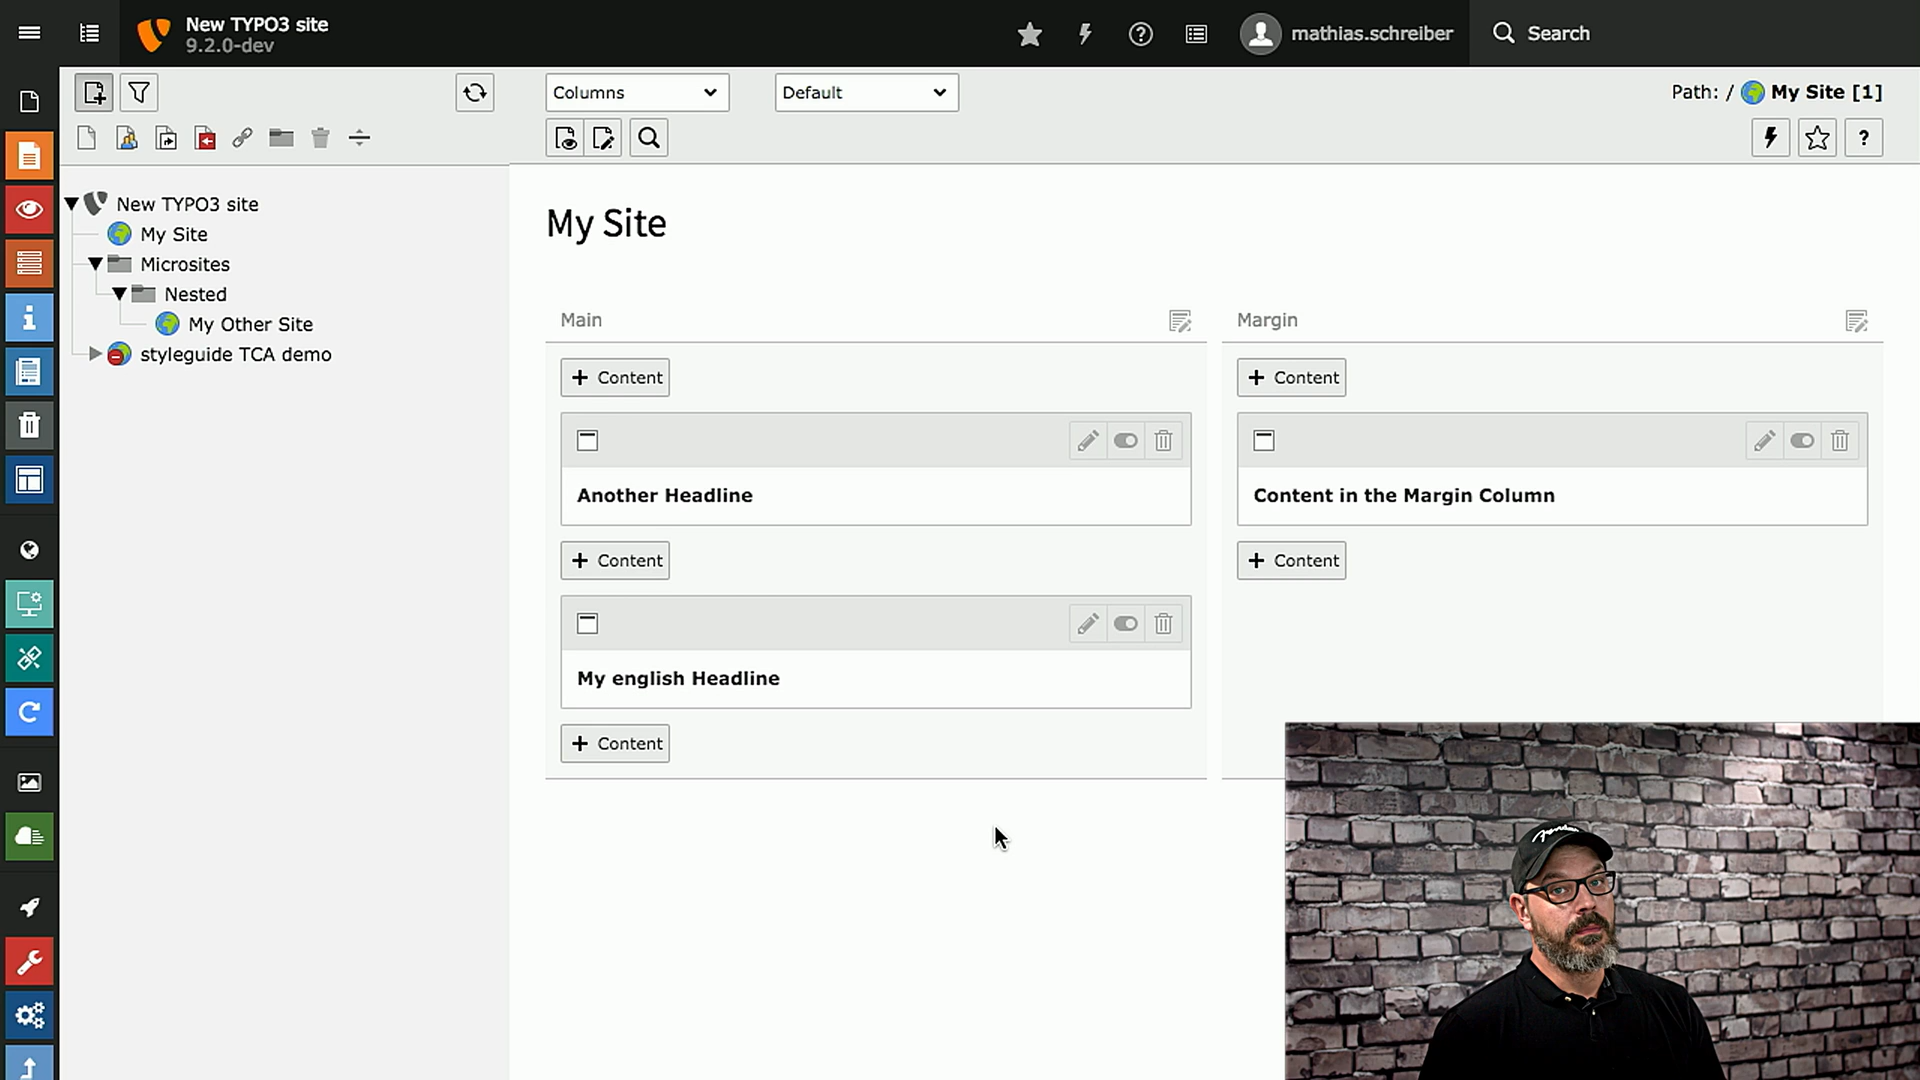 New TYPO3 site
9.2.0-dev
mathias.schreiber
Search
Columns
Default
Path: / My Site [1]
?
New TYPO3 site
My Site
Microsites
Nested
My Other Site
styleguide TCA demo
My Site
Main
+ Content
Another Headline
+ Content
My english Headline
+ Content
Margin
+ Content
Content in the Margin Column
+ Content
Fender